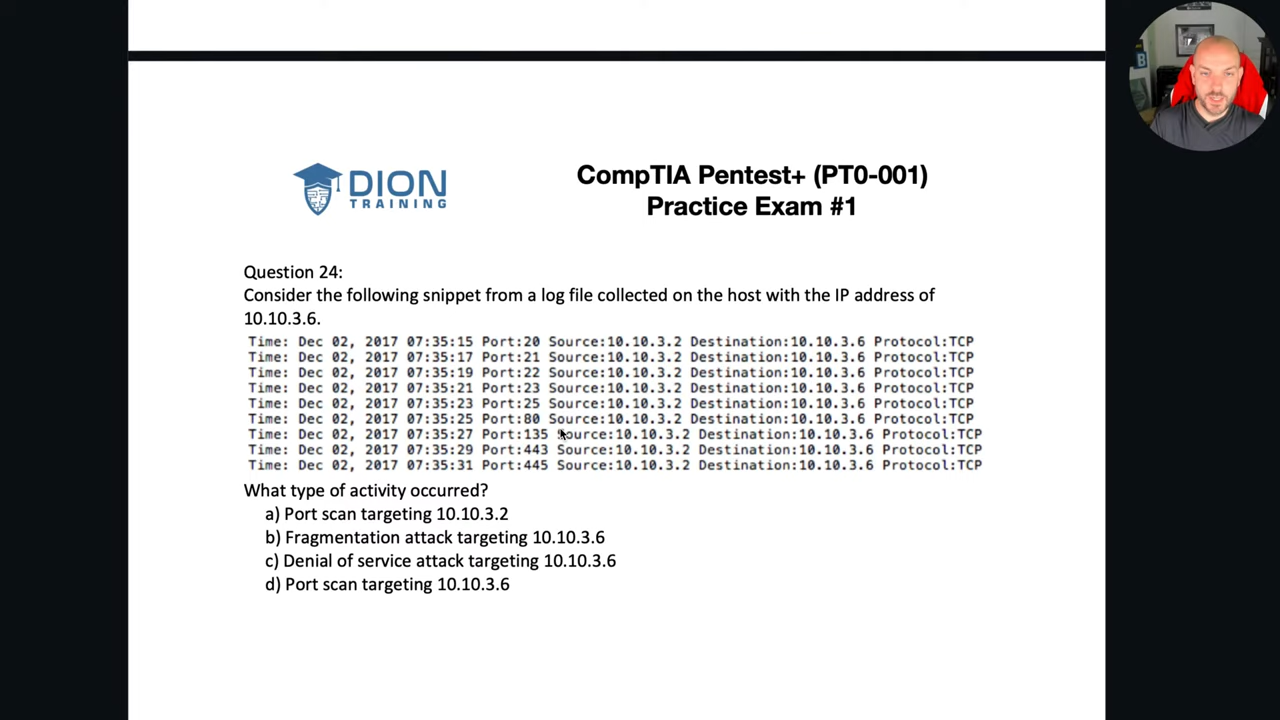 DION
TRAINING
CompTIA Pentest+ (PT0-001)
Practice Exam #1
Question 24:
Consider the following snippet from a log file collected on the host with the IP address of
10.10.3.6.
Time: Dec 02, 2017 07:35:15 Port:20 Source:10.10.3.2 Destination:10.10.3.6 Protocol:TCP
Time: Dec 02, 2017 07:35:17 Port:21 Source:10.10.3.2 Destination:10.10.3.6 Protocol:TCP
Time: Dec 02, 2017 07:35:19 Port:22 Source:10.10.3.2 Destination:10.10.3.6 Protocol:TCP
Time: Dec 02, 2017 07:35:21 Port:23 Source:10.10.3.2 Destination:10.10.3.6 Protocol:TCP
Time: Dec 02, 2017 07:35:23 Port:25 Source:10.10.3.2 Destination:10.10.3.6 Protocol:TCP
Time: Dec 02, 2017 07:35:25 Port:80 Source:10.10.3.2 Destination:10.10.3.6 Protocol:TCP
Time: Dec 02, 2017 07:35:27 Port:135 Source:10.10.3.2 Destination:10.10.3.6 Protocol:TCP
Time: Dec 02, 2017 07:35:29 Port:443 Source:10.10.3.2 Destination:10.10.3.6 Protocol:TCP
Time: Dec 02, 2017 07:35:31 Port:445 Source:10.10.3.2 Destination:10.10.3.6 Protocol:TCP
What type of activity occurred?
a) Port scan targeting 10.10.3.2
b) Fragmentation attack targeting 10.10.3.6
c) Denial of service attack targeting 10.10.3.6
d) Port scan targeting 10.10.3.6